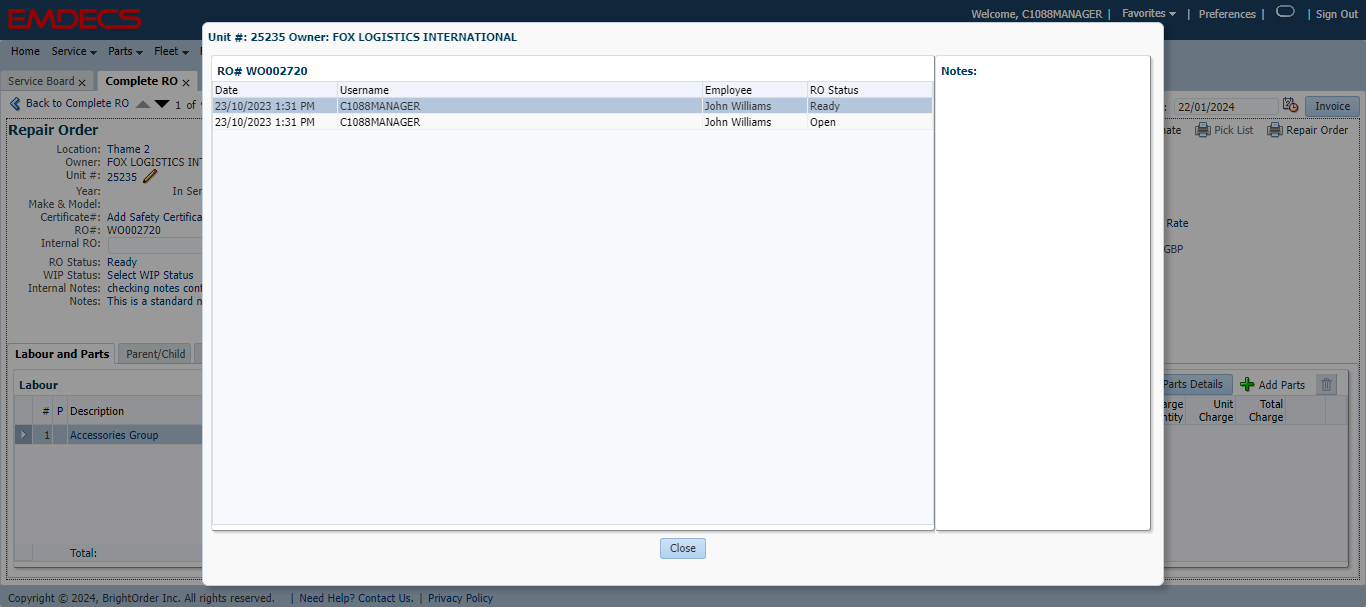 EMDECS
Welcome, C1088MANAGER | Favorites | Preferences | | Sign Out
Home Service Parts Fleet
Service Board x Complete RO x
Back to Complete RO 1 of
22/01/2024 Invoice
Pick List Repair Order
Repair Order
Location: Thame 2
Owner: FOX LOGISTICS INT
Unit #: 25235
Year: In Ser
Make & Model:
Certificate#: Add Safety Certifica
RO#: WO002720
Internal RO:
RO Status: Ready
WIP Status: Select WIP Status
Internal Notes: checking notes cont
Notes: This is a standard n
Rate
GBP
Labour and Parts Parent/Child
Labour
# P Description
1 Accessories Group
Total:
Parts Details Add Parts
arge Unit Total
ntity Charge Charge
Unit #: 25235 Owner: FOX LOGISTICS INTERNATIONAL
RO# WO002720
Date Username Employee RO Status
23/10/2023 1:31 PM C1088MANAGER John Williams Ready
23/10/2023 1:31 PM C1088MANAGER John Williams Open
Notes:
Close
Copyright © 2024, BrightOrder Inc. All rights reserved. | Need Help? Contact Us. | Privacy Policy